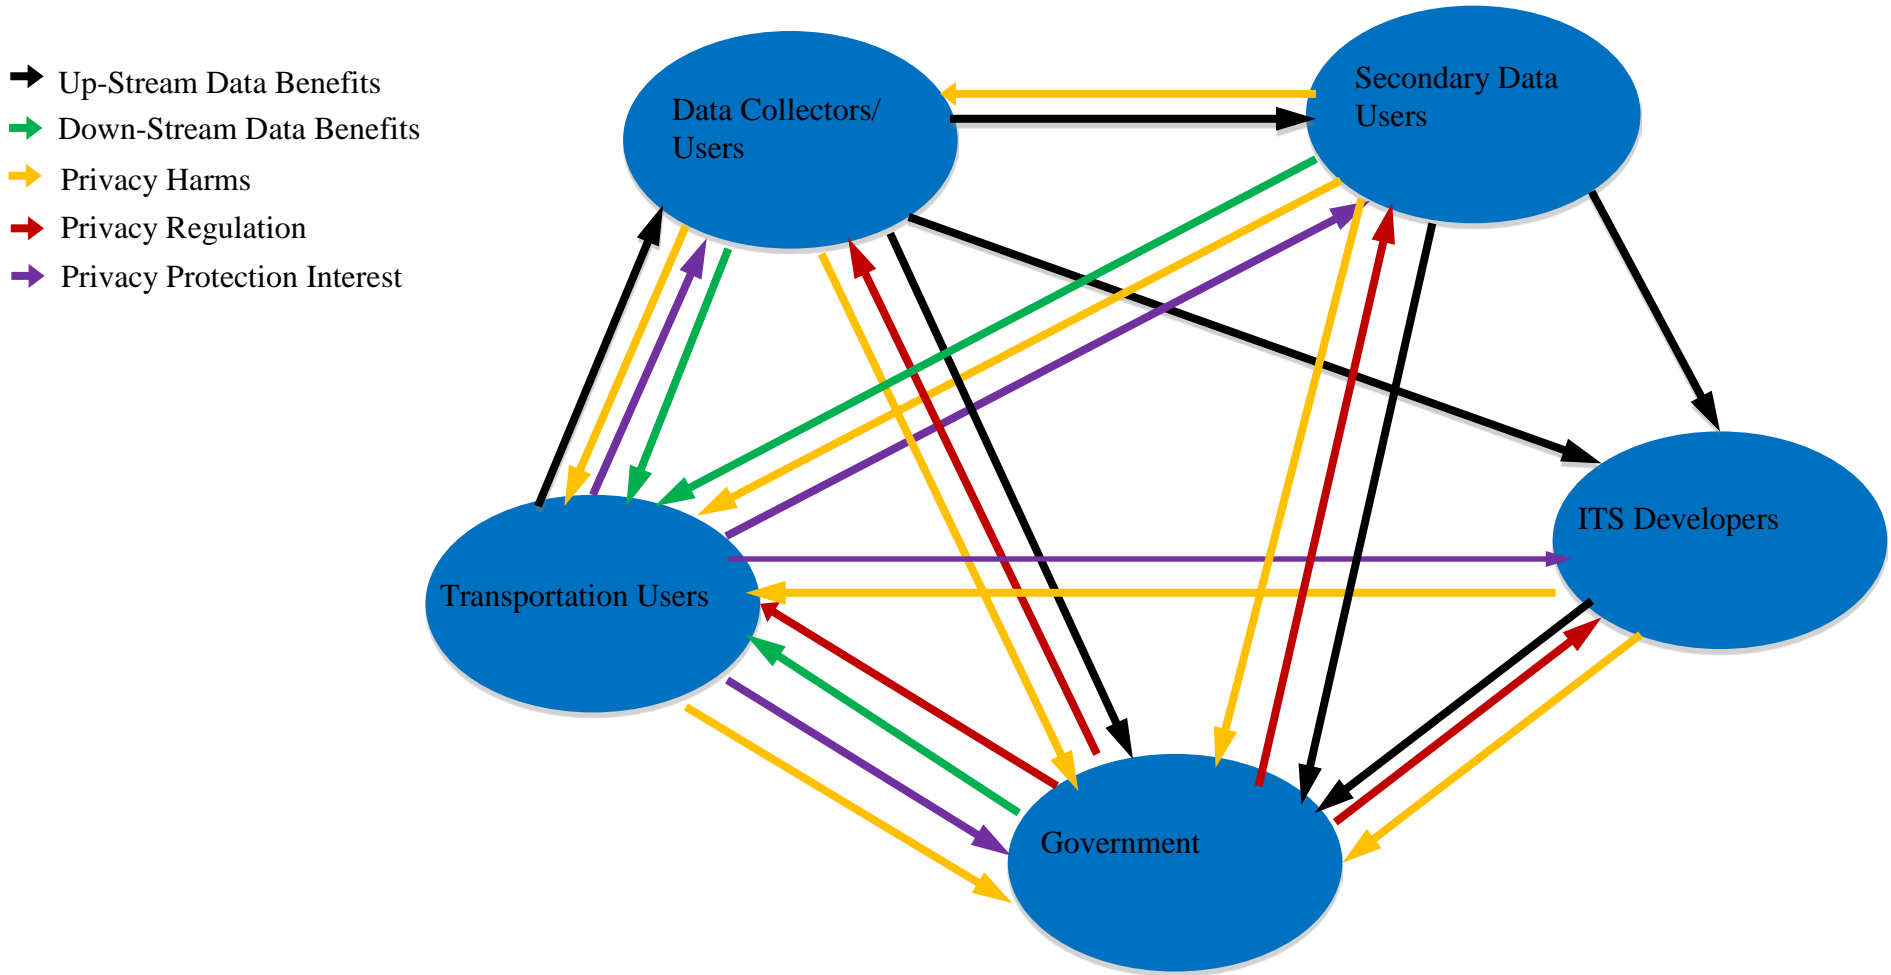 Up-Stream Data Benefits
Down-Stream Data Benefits
Privacy Harms
Privacy Regulation
Privacy Protection Interest
Data Collectors/
Users
Secondary Data
Users
ITS Developers
Transportation Users
Government